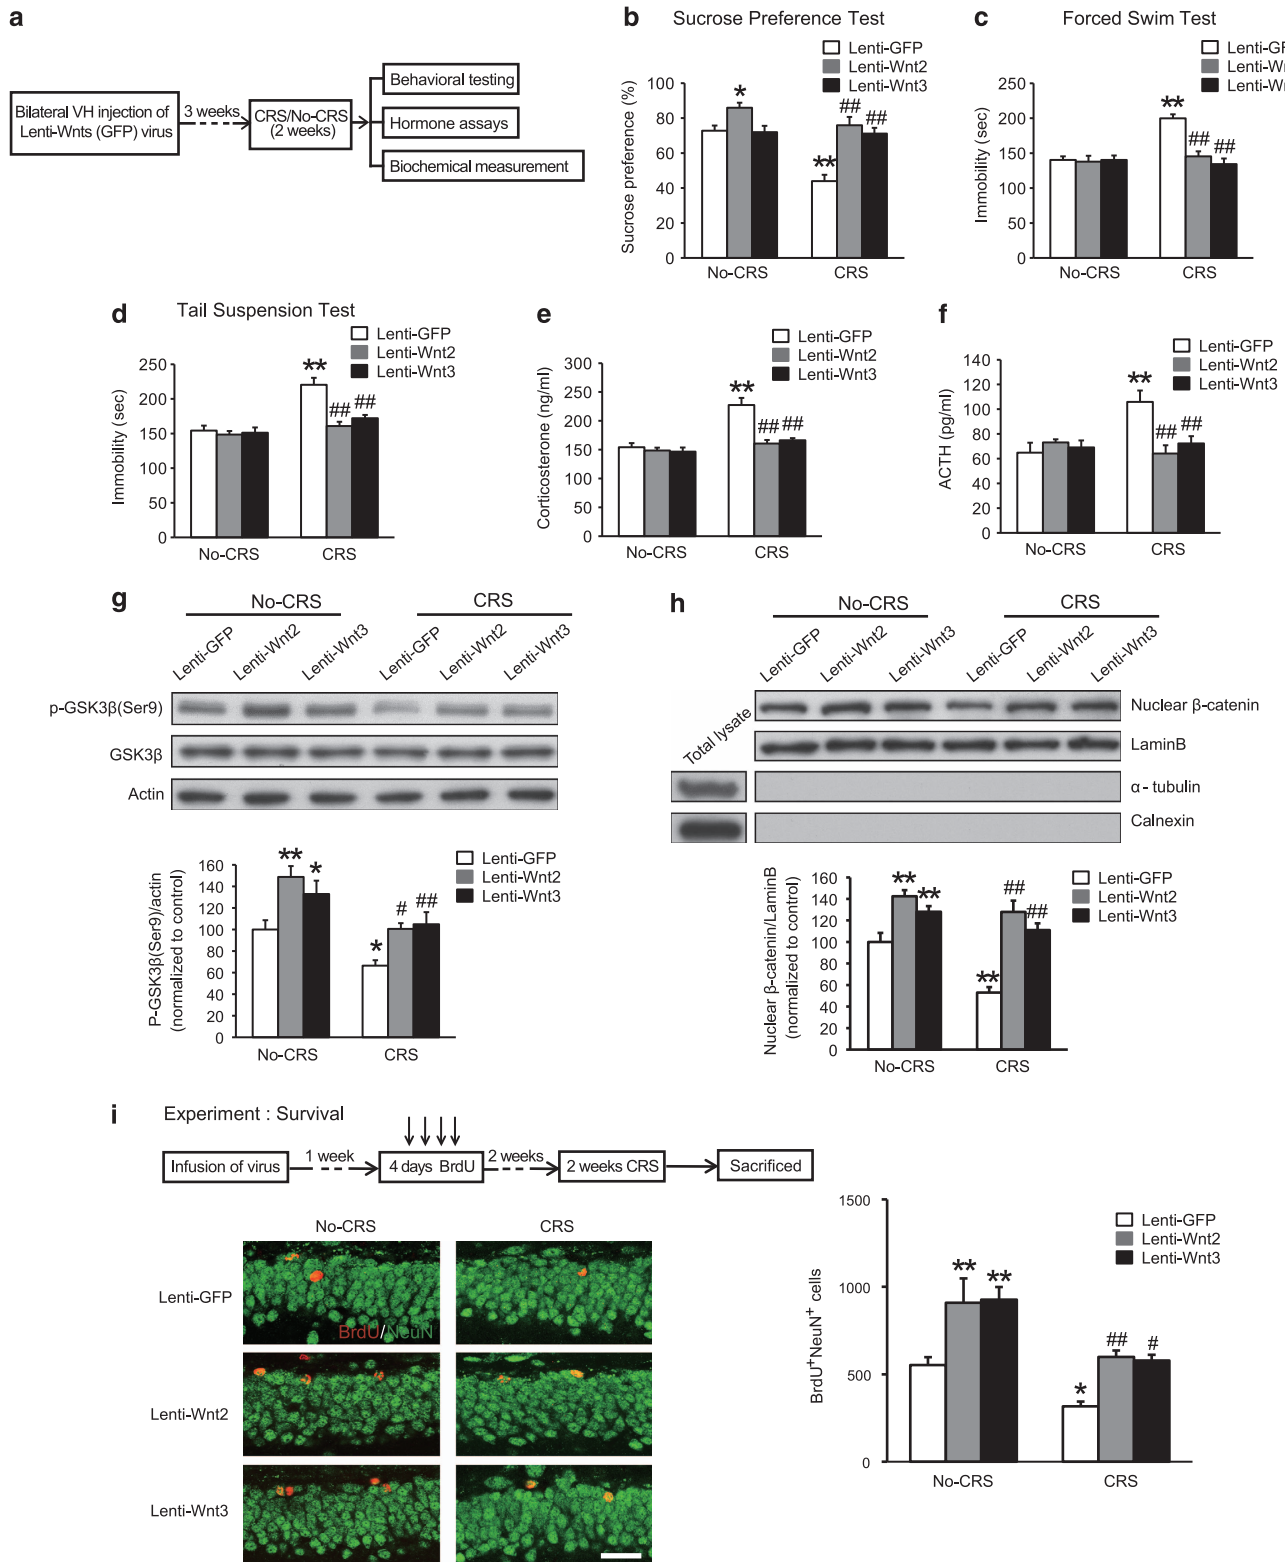 a
Bilateral VH injection of
Lenti-Wnts (GFP) virus
3 weeks
CRS/No-CRS
(2 weeks)
Behavioral testing
Hormone assays
Biochemical measurement
b
Sucrose Preference Test
Lenti-GFP
Lenti-Wnt2
Lenti-Wnt3
Sucrose preference (%)
100
80
60
40
20
0
*
**
##
##
No-CRS
CRS
c
Forced Swim Test
Lenti-GF
Lenti-Wn
Lenti-Wn
Immobility (sec)
250
200
150
100
50
0
**
##
##
No-CRS
CRS
d
Tail Suspension Test
Lenti-GFP
Lenti-Wnt2
Lenti-Wnt3
Immobility (sec)
250
200
150
100
50
0
**
##
##
No-CRS
CRS
e
Lenti-GFP
Lenti-Wnt2
Lenti-Wnt3
Corticosterone (ng/ml)
300
250
200
150
100
50
0
**
##
##
No-CRS
CRS
f
Lenti-GFP
Lenti-Wnt2
Lenti-Wnt3
ACTH (pg/ml)
140
120
100
80
60
40
20
0
**
##
##
No-CRS
CRS
g
No-CRS
CRS
Lenti-GFP
Lenti-Wnt2
Lenti-Wnt3
Lenti-GFP
Lenti-Wnt2
Lenti-Wnt3
p-GSK3β(Ser9)
GSK3β
Actin
P-GSK3β(Ser9)/actin
(normalized to control)
160
140
120
100
80
60
40
20
0
**
*
*
#
##
Lenti-GFP
Lenti-Wnt2
Lenti-Wnt3
No-CRS
CRS
h
No-CRS
CRS
Lenti-GFP
Lenti-Wnt2
Lenti-Wnt3
Lenti-GFP
Lenti-Wnt2
Lenti-Wnt3
Total lysate
Nuclear β-catenin
LaminB
α- tubulin
Calnexin
Nuclear β-catenin/LaminB
(normalized to control)
160
140
120
100
80
60
40
20
0
**
**
**
##
##
Lenti-GFP
Lenti-Wnt2
Lenti-Wnt3
No-CRS
CRS
i
Experiment : Survival
Infusion of virus
1 week
4 days BrdU
2 weeks
2 weeks CRS
Sacrificed
No-CRS
CRS
Lenti-GFP
BrdU/NeuN
Lenti-Wnt2
Lenti-Wnt3
BrdU+NeuN+ cells
1500
1000
500
0
**
**
*
##
#
Lenti-GFP
Lenti-Wnt2
Lenti-Wnt3
No-CRS
CRS